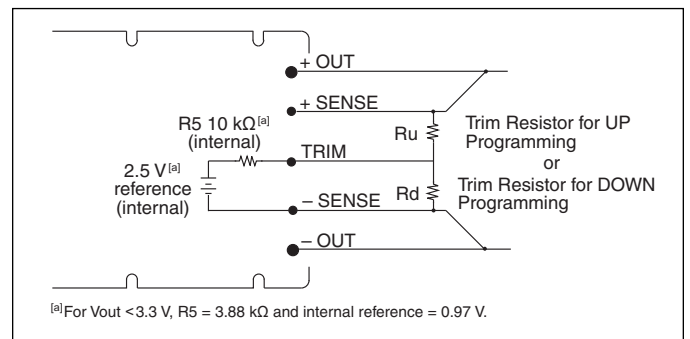 + OUT
+ SENSE
R5 10 kΩ[a]
(internal)
TRIM
2.5 V[a]
reference
(internal)
Ru
Rd
Trim Resistor for UP
Programming
or
Trim Resistor for DOWN
Programming
– SENSE
– OUT
[a]For Vout <3.3 V, R5 = 3.88 kΩ and internal reference = 0.97 V.